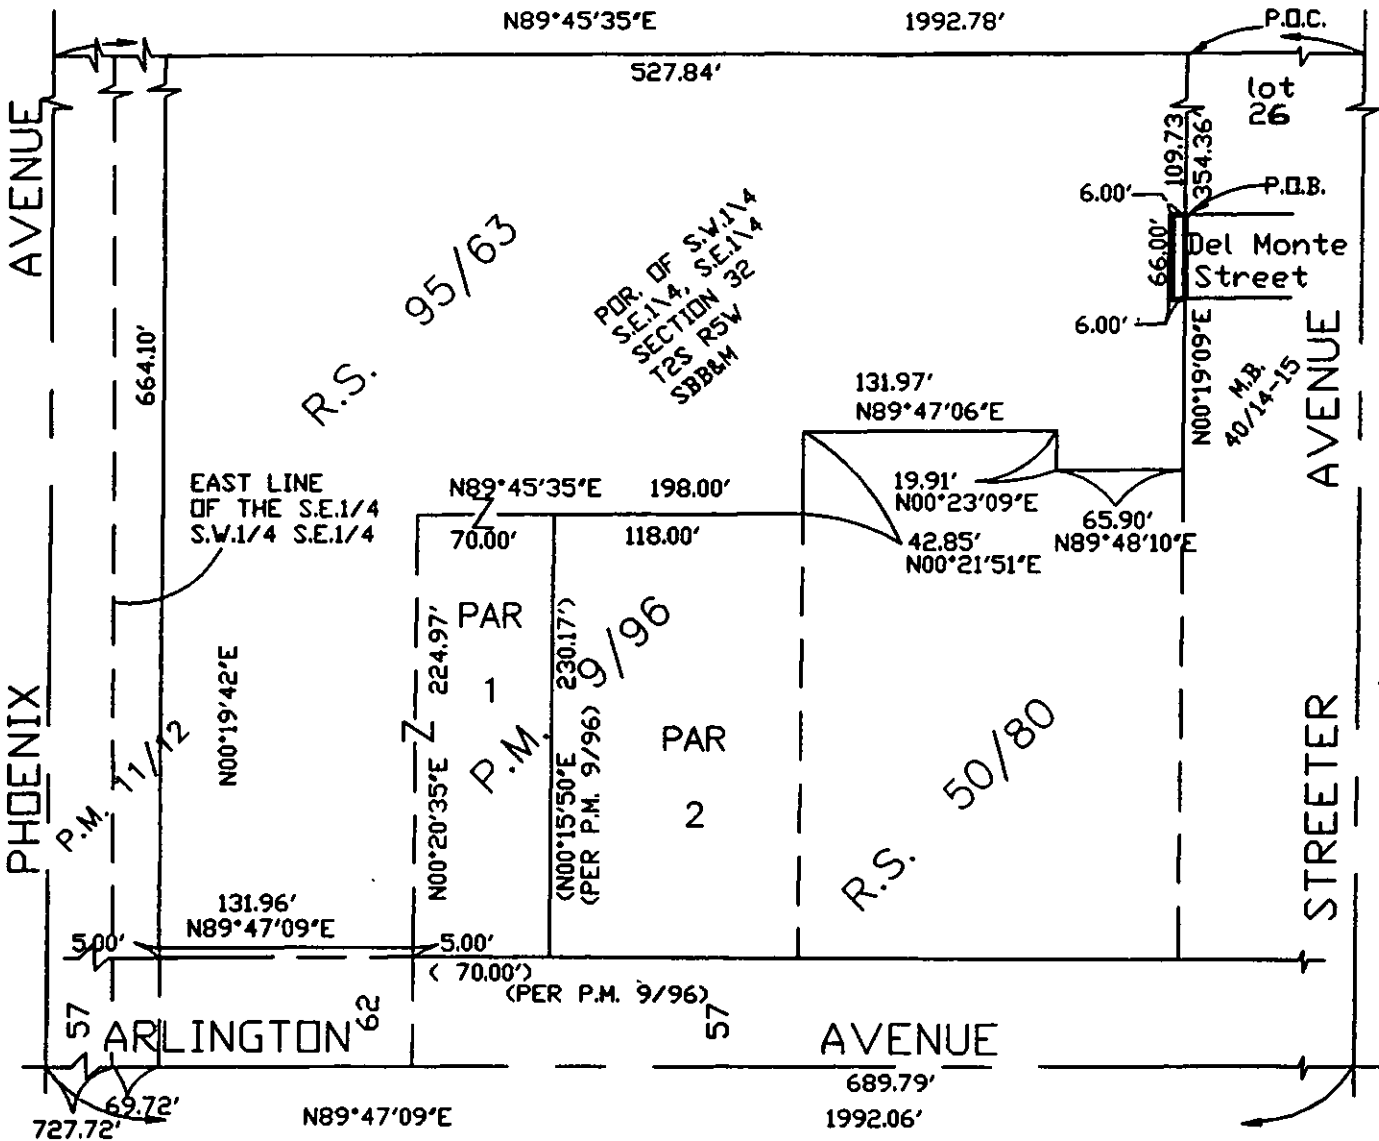 N89°45'35"E 1992.78'
P.O.C.
527.84'
lot
26
AVENUE
109.73
354.36'
6.00'
P.O.B.
66.00'
Del Monte
Street
6.00'
N00°19'09"E
M.B.
40/14-15
AVENUE
STREETER
664.10'
R.S. 95/63
POR. OF S.W.1\4
S.E.1\4, S.E.1\4
SECTION 32
T2S R5W
SBB&M
131.97'
N89°47'06"E
19.91'
N00°23'09"E
65.90'
N89°48'10"E
42.85'
N00°21'51"E
EAST LINE
OF THE S.E.1/4
S.W.1/4 S.E.1/4
N89°45'35"E 198.00'
70.00' 118.00'
PAR
1
N00°20'35"E 224.97'
(N00°15'50"E 230.17')
(PER P.M. 9/96)
P.M. 9/96
PAR
2
R.S. 50/80
N00°19'42"E
PHOENIX
P.M. 11/12
131.96'
N89°47'09"E
5.00'
5.00'
( 70.00')
(PER P.M. 9/96)
57
62
57
ARLINGTON AVENUE
689.79'
69.72'
727.72'
N89°47'09"E
1992.06'